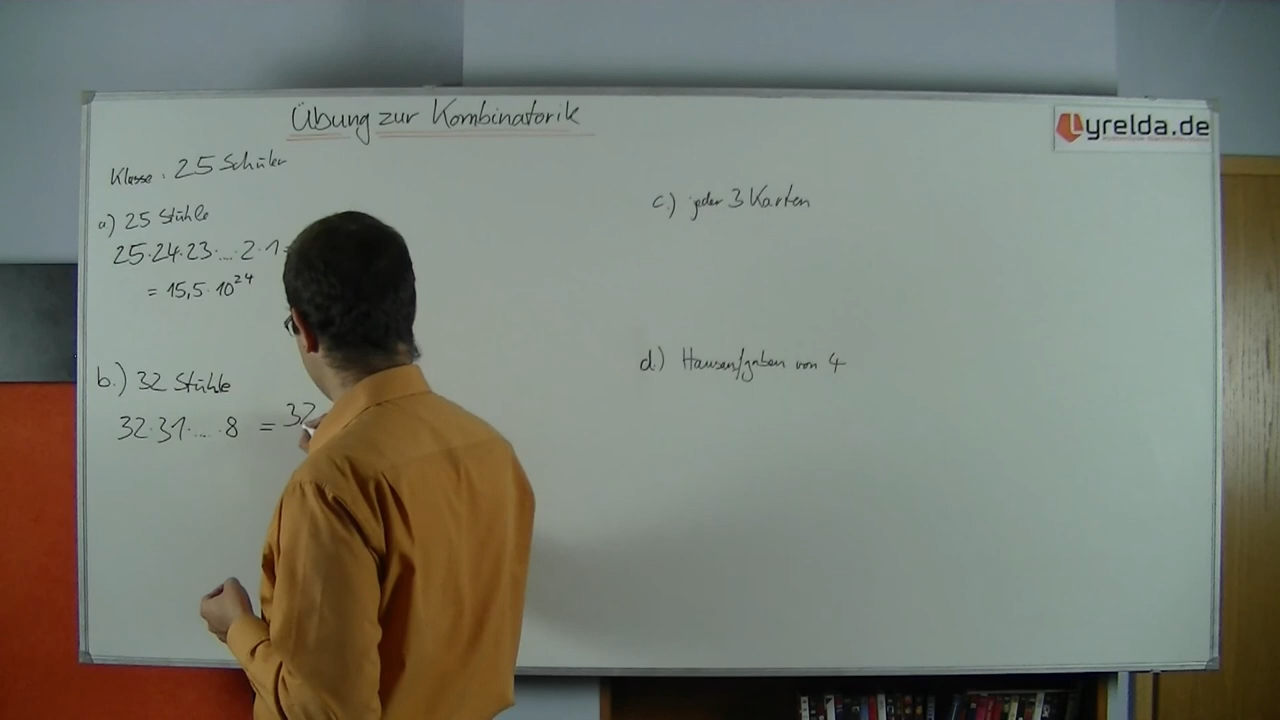 Übung zur Kombinatorik
yrelda.de
Klasse: 25 Schüler
a) 25 Stühle
25·24·23·....·2·1=
= 15,5·10²⁴
b.) 32 Stühle
32·31·....·8 = 32
c.) jeder 3 Karten
d.) Hausaufgaben von 4